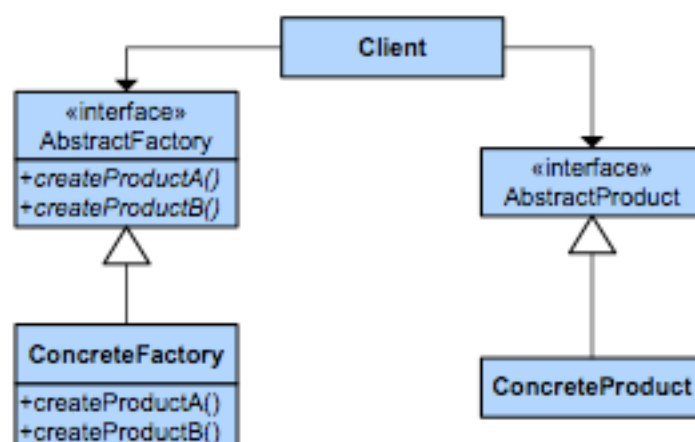 Client
«interface»
AbstractFactory
+createProductA()
+createProductB()
«interface»
AbstractProduct
ConcreteFactory
+createProductA()
+createProductB()
ConcreteProduct